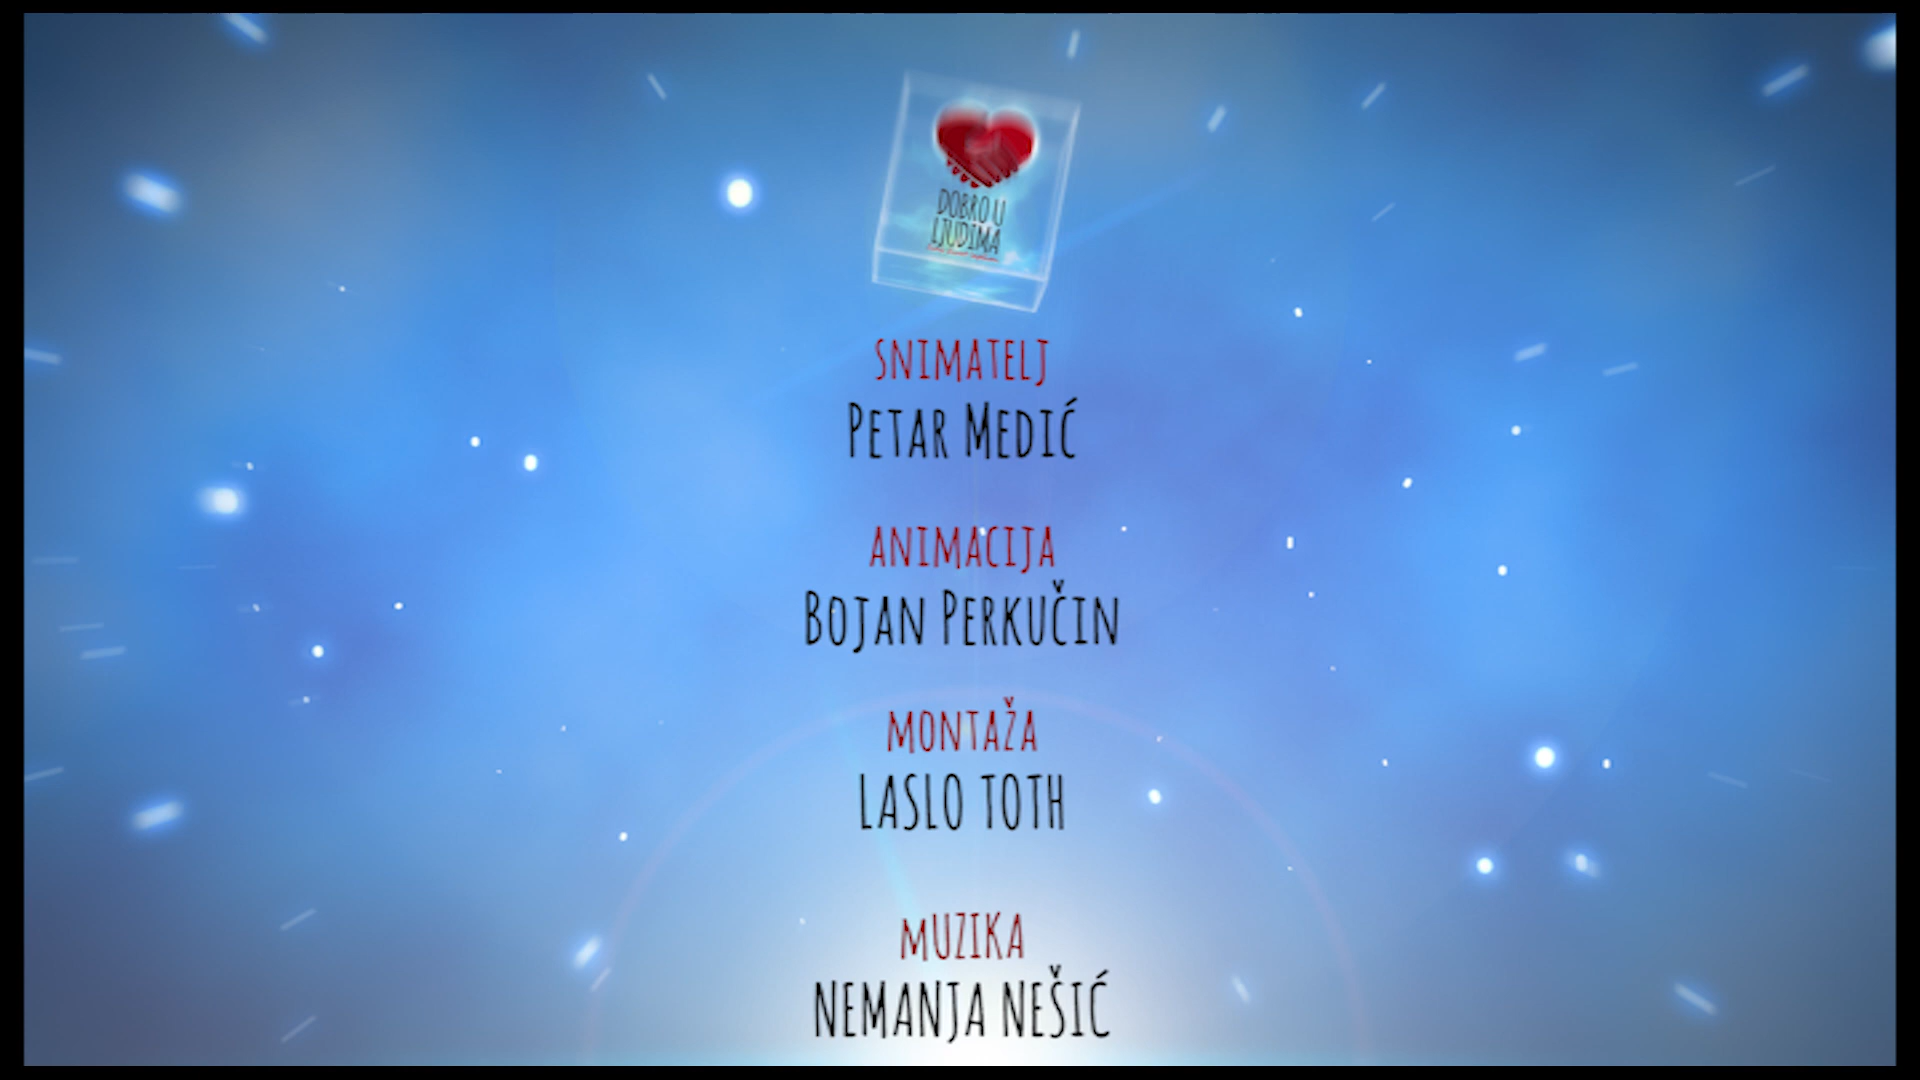 DOBRO U
LJUDIMA
SNIMATELJ
PETAR MEDIĆ
ANIMACIJA
BOJAN PERKUČIN
MONTAŽA
LASLO TOTH
MUZIKA
NEMANJA NEŠIĆ